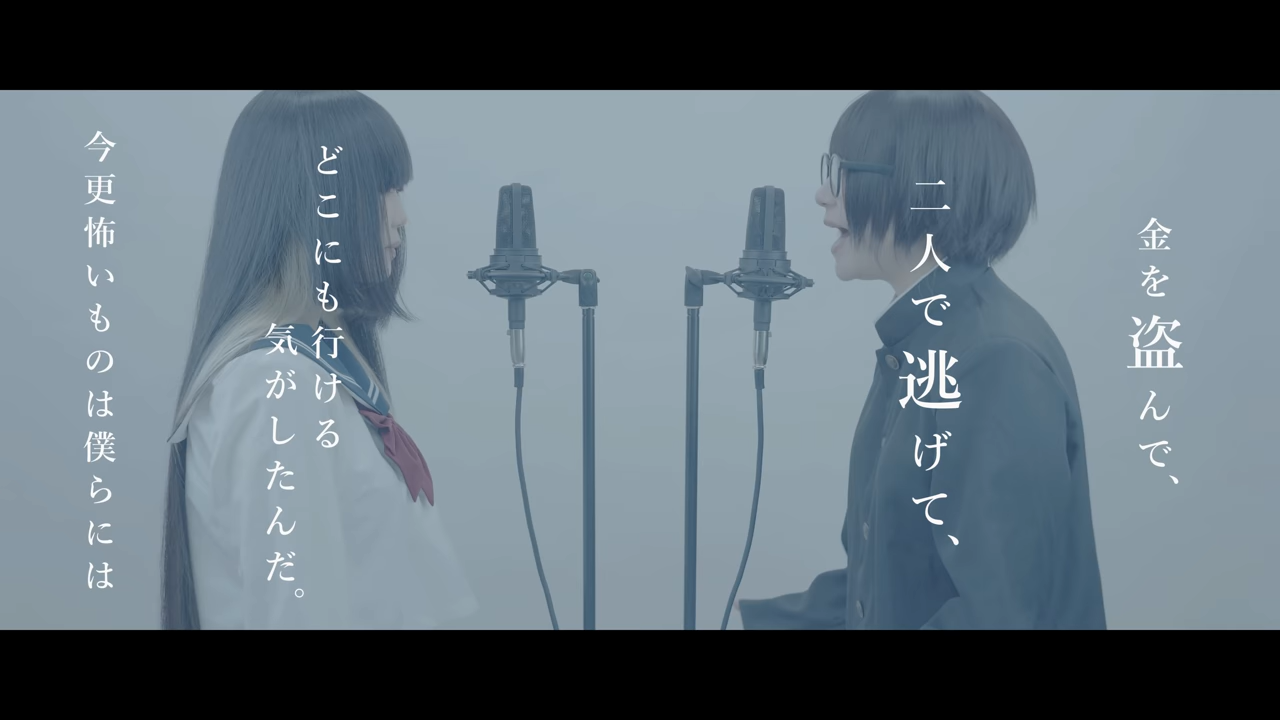 金を盗んで、
二人で逃げて、
どこにも行ける
気がしたんだ。
今更怖いものは僕らには